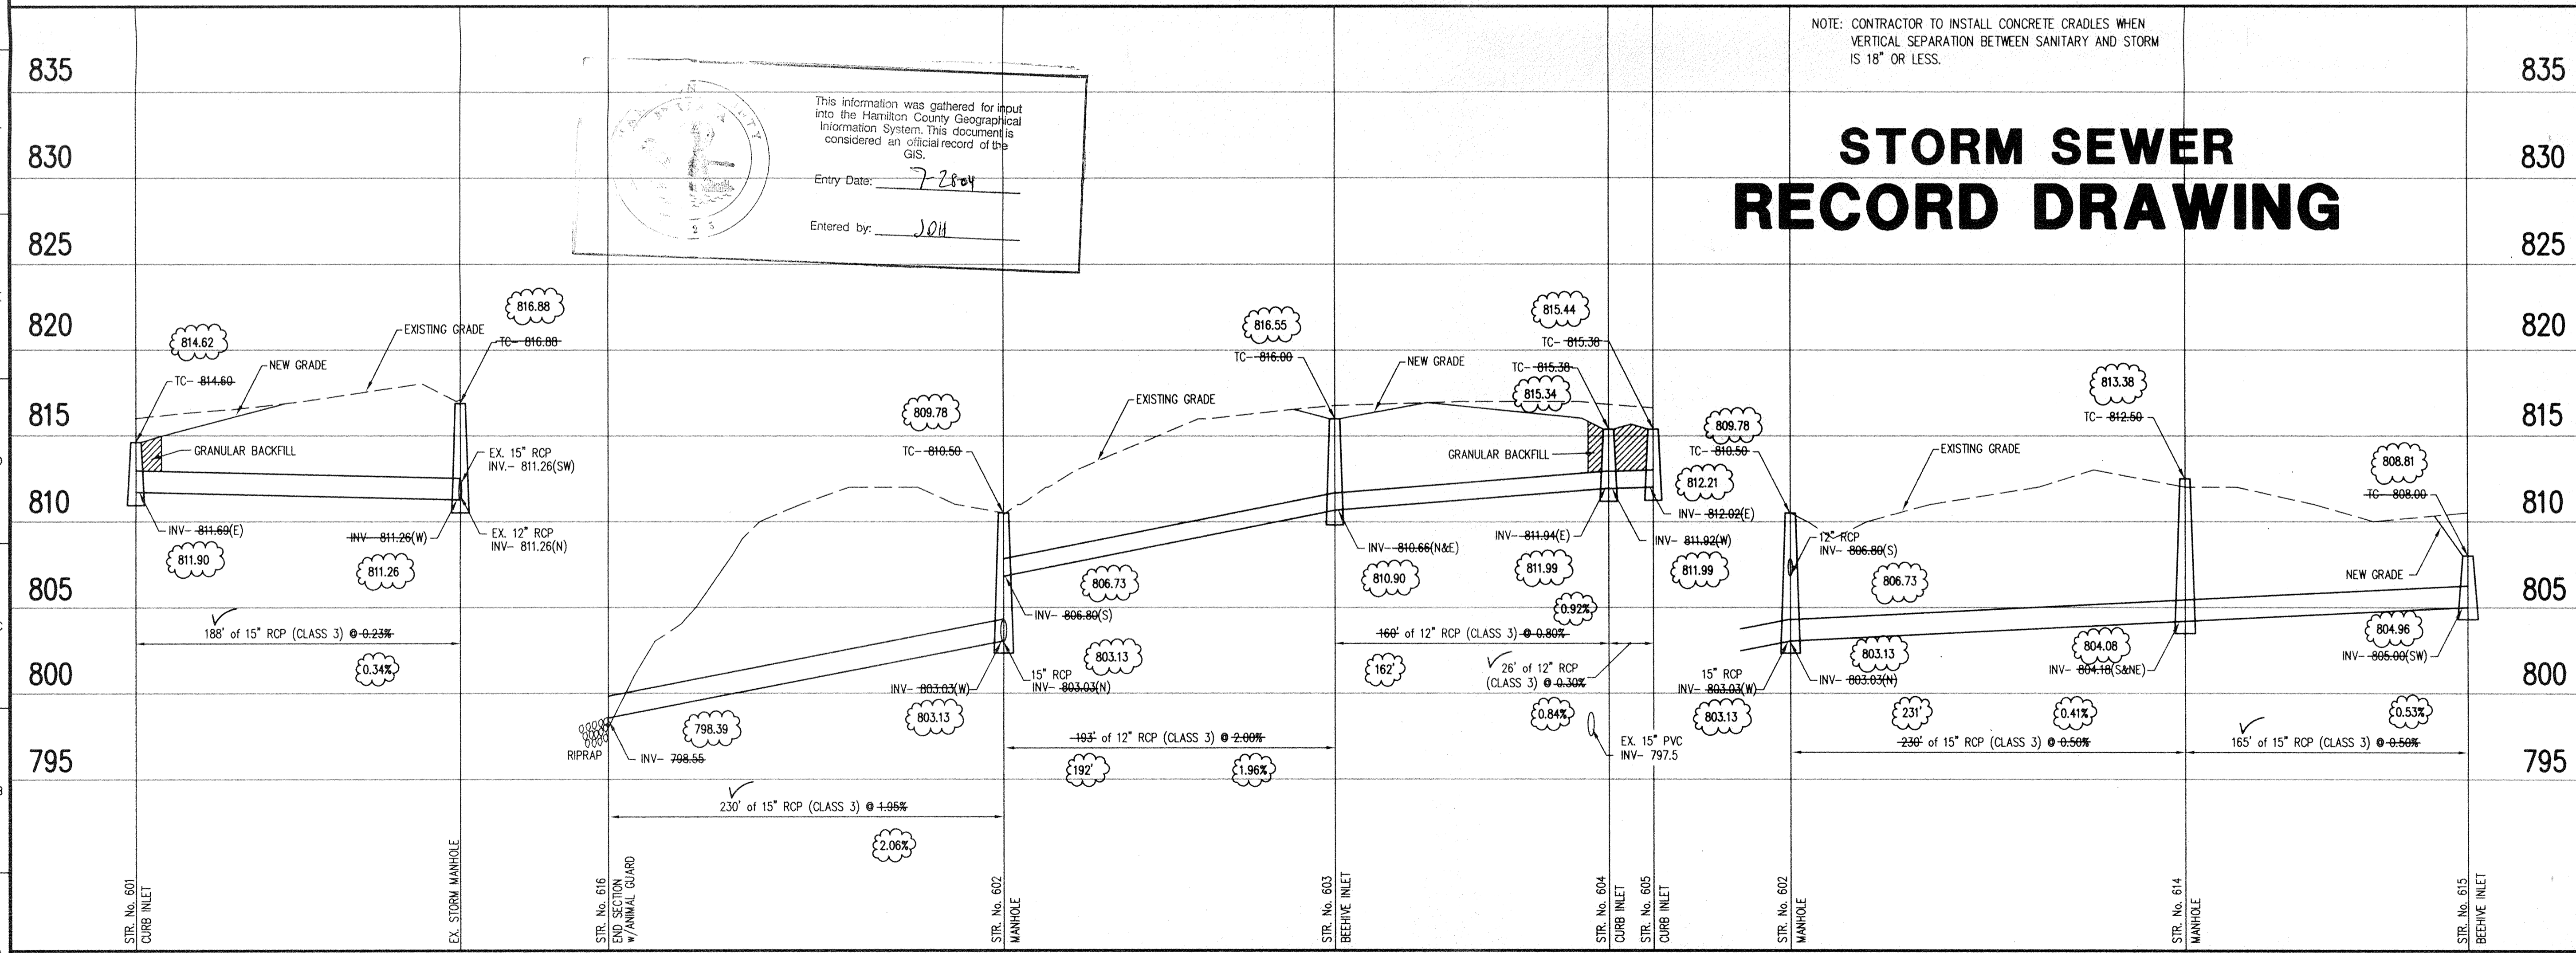 NOTE: CONTRACTOR TO INSTALL CONCRETE CRADLES WHEN
VERTICAL SEPARATION BETWEEN SANITARY AND STORM
IS 18" OR LESS.
STORM SEWER
RECORD DRAWING
835
830
825
820
815
810
805
800
795
835
830
825
820
815
810
805
800
795
This information was gathered for input
into the Hamilton County Geographical
Information System. This document is
considered an official record of the
GIS.
Entry Date: 7-28-04
Entered by: JDH
814.62
TC- 814.60
NEW GRADE
EXISTING GRADE
816.88
TC- 816.88
GRANULAR BACKFILL
EX. 15" RCP
INV.- 811.26(SW)
INV- 811.69(E)
811.90
INV- 811.26(W)
811.26
EX. 12" RCP
INV- 811.26(N)
188' of 15" RCP (CLASS 3) @ 0.23%
0.34%
809.78
TC- 810.50
EXISTING GRADE
806.73
INV- 806.80(S)
803.13
15" RCP
INV- 803.03(N)
INV- 803.03(W)
803.13
798.39
RIPRAP
INV- 798.55
230' of 15" RCP (CLASS 3) @ 1.95%
2.06%
193' of 12" RCP (CLASS 3) @ 2.00%
192'
1.96%
816.55
TC- 816.00
NEW GRADE
815.44
TC- 815.38
TC- 815.38
815.34
GRANULAR BACKFILL
INV- 810.66(N&E)
810.90
INV- 811.94(E)
811.99
812.21
INV- 812.02(E)
INV- 811.92(W)
811.99
0.92%
160' of 12" RCP (CLASS 3) @ 0.80%
162'
26' of 12" RCP
(CLASS 3) @ 0.30%
0.84%
EX. 15" PVC
INV- 797.5
809.78
TC- 810.50
EXISTING GRADE
12" RCP
INV- 806.80(S)
806.73
813.38
TC- 812.50
808.81
TC- 808.00
NEW GRADE
15" RCP
INV- 803.03(W)
803.13
803.13
INV- 803.03(N)
804.08
INV- 804.18(S&NE)
804.96
INV- 805.00(SW)
231'
0.41%
230' of 15" RCP (CLASS 3) @ 0.50%
0.53%
165' of 15" RCP (CLASS 3) @ 0.50%
STR. No. 601
CURB INLET
EX. STORM MANHOLE
STR. No. 616
END SECTION
w/ANIMAL GUARD
STR. No. 602
MANHOLE
STR. No. 603
BEEHIVE INLET
STR. No. 604
CURB INLET
STR. No. 605
CURB INLET
STR. No. 602
MANHOLE
STR. No. 614
MANHOLE
STR. No. 615
BEEHIVE INLET